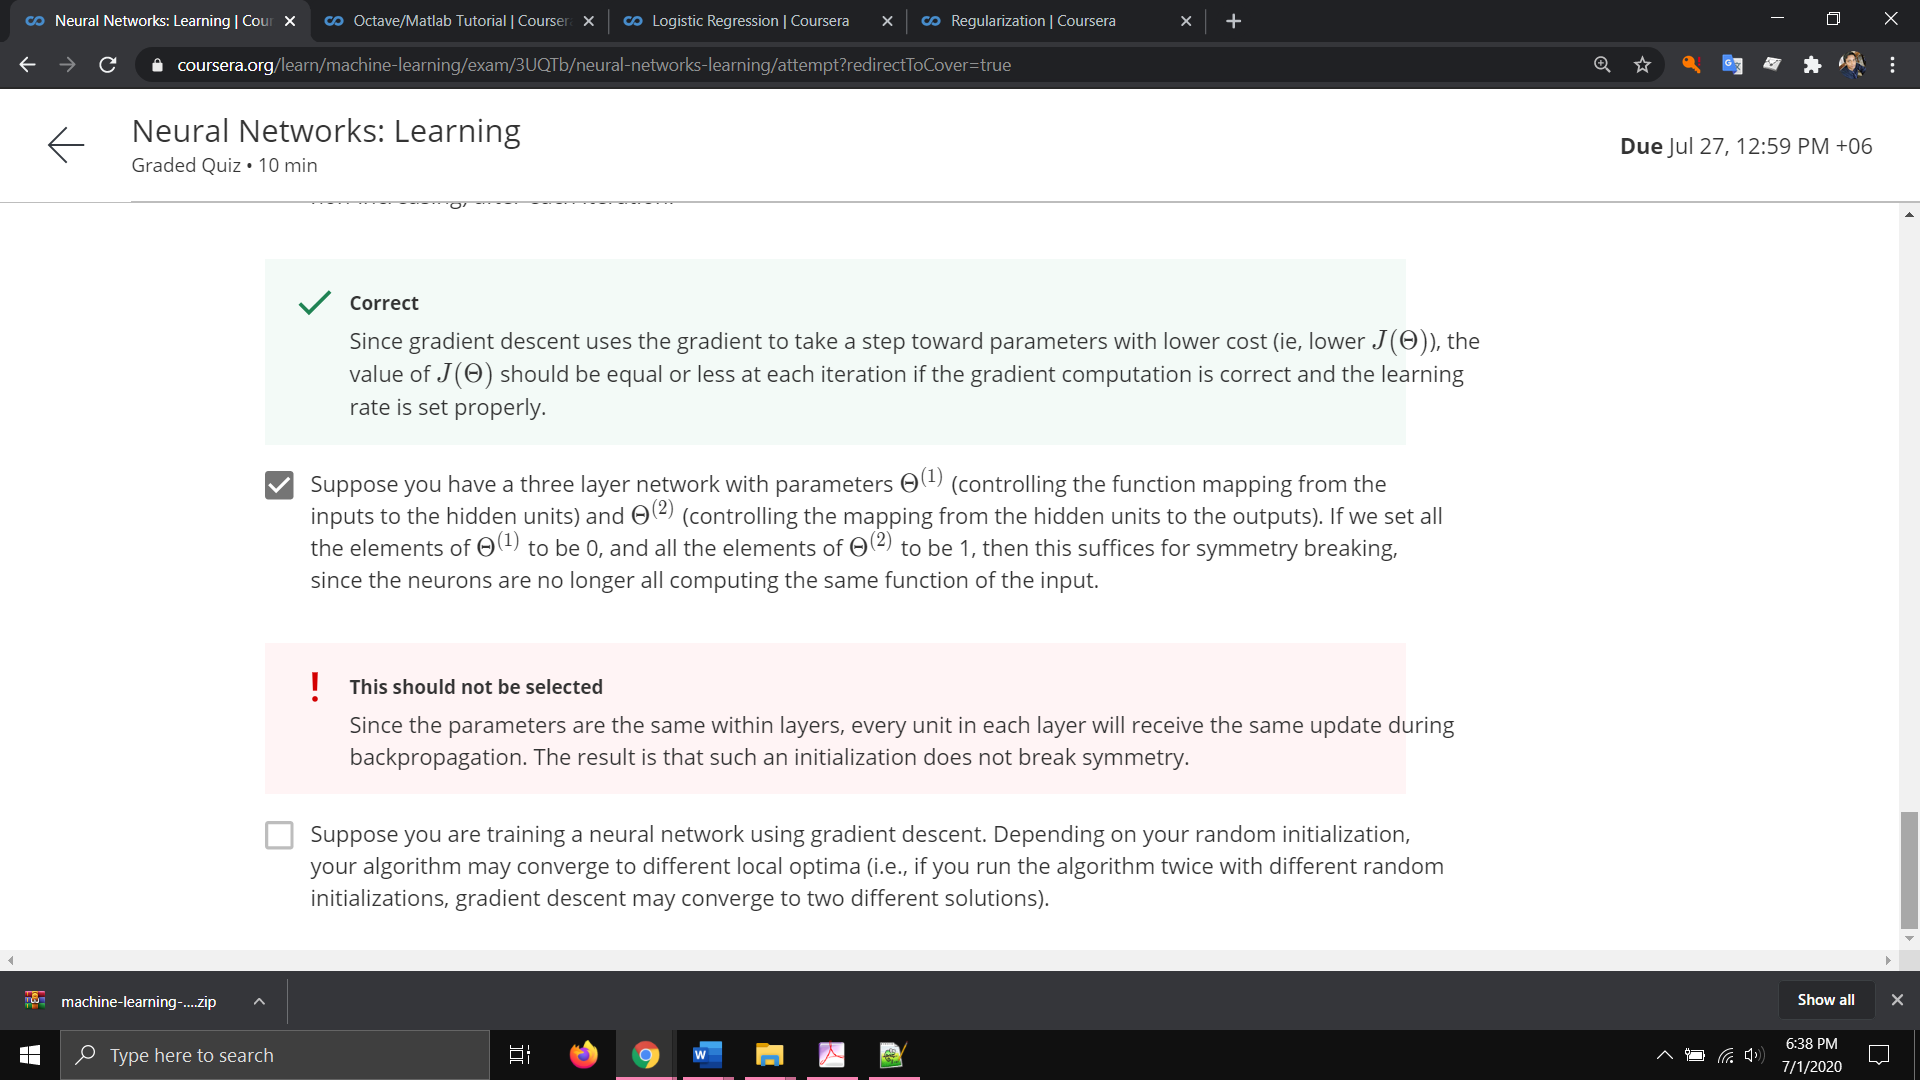 Neural Networks: Learning | Cour
Octave/Matlab Tutorial | Courser
Logistic Regression | Coursera
Regularization | Coursera
coursera.org/learn/machine-learning/exam/3UQTb/neural-networks-learning/attempt?redirectToCover=true
Neural Networks: Learning
Graded Quiz • 10 min
Due Jul 27, 12:59 PM +06
non-increasing, after each iteration.
Correct
Since gradient descent uses the gradient to take a step toward parameters with lower cost (ie, lower J(Θ)), the
value of J(Θ) should be equal or less at each iteration if the gradient computation is correct and the learning
rate is set properly.
Suppose you have a three layer network with parameters Θ⁽¹⁾ (controlling the function mapping from the
inputs to the hidden units) and Θ⁽²⁾ (controlling the mapping from the hidden units to the outputs). If we set all
the elements of Θ⁽¹⁾ to be 0, and all the elements of Θ⁽²⁾ to be 1, then this suffices for symmetry breaking,
since the neurons are no longer all computing the same function of the input.
This should not be selected
Since the parameters are the same within layers, every unit in each layer will receive the same update during
backpropagation. The result is that such an initialization does not break symmetry.
Suppose you are training a neural network using gradient descent. Depending on your random initialization,
your algorithm may converge to different local optima (i.e., if you run the algorithm twice with different random
initializations, gradient descent may converge to two different solutions).
machine-learning-....zip
Show all
Type here to search
6:38 PM
7/1/2020